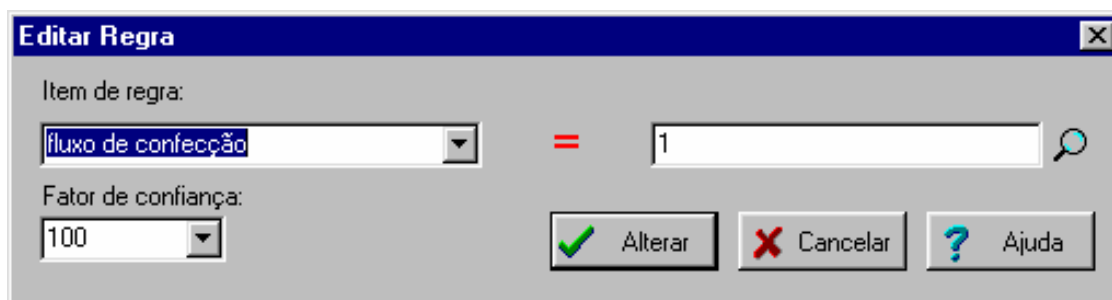 Editar Regra
Item de regra:
fluxo de confecção = 1
Fator de confiança:
100
Alterar Cancelar ? Ajuda